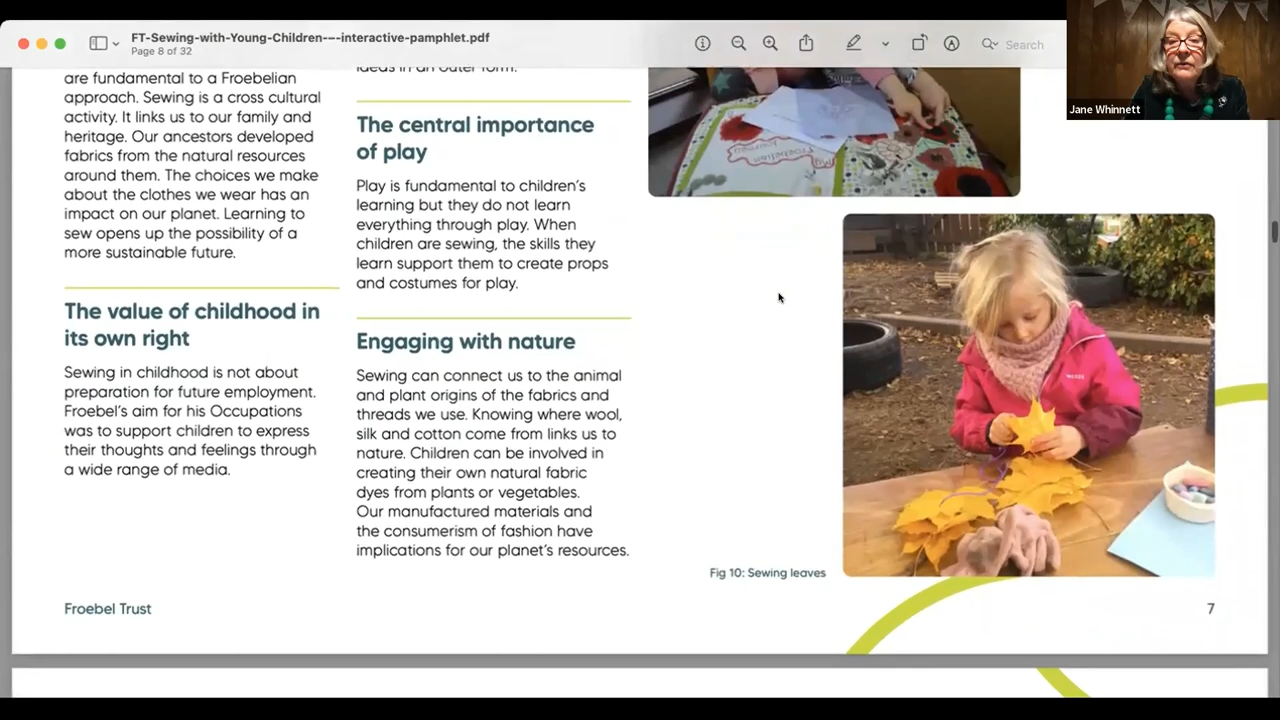 FT-Sewing-with-Young-Children----interactive-pamphlet.pdf
Page 8 of 32
Search
Jane Whinnett
are fundamental to a Froebelian
approach. Sewing is a cross cultural
activity. It links us to our family and
heritage. Our ancestors developed
fabrics from the natural resources
around them. The choices we make
about the clothes we wear has an
impact on our planet. Learning to
sew opens up the possibility of a
more sustainable future.
The value of childhood in
its own right
Sewing in childhood is not about
preparation for future employment.
Froebel's aim for his Occupations
was to support children to express
their thoughts and feelings through
a wide range of media.
ideas in an outer form.
The central importance
of play
Play is fundamental to children's
learning but they do not learn
everything through play. When
children are sewing, the skills they
learn support them to create props
and costumes for play.
Engaging with nature
Sewing can connect us to the animal
and plant origins of the fabrics and
threads we use. Knowing where wool,
silk and cotton come from links us to
nature. Children can be involved in
creating their own natural fabric
dyes from plants or vegetables.
Our manufactured materials and
the consumerism of fashion have
implications for our planet's resources.
My
Froebelian
Journey
Fig 10: Sewing leaves
Froebel Trust
7